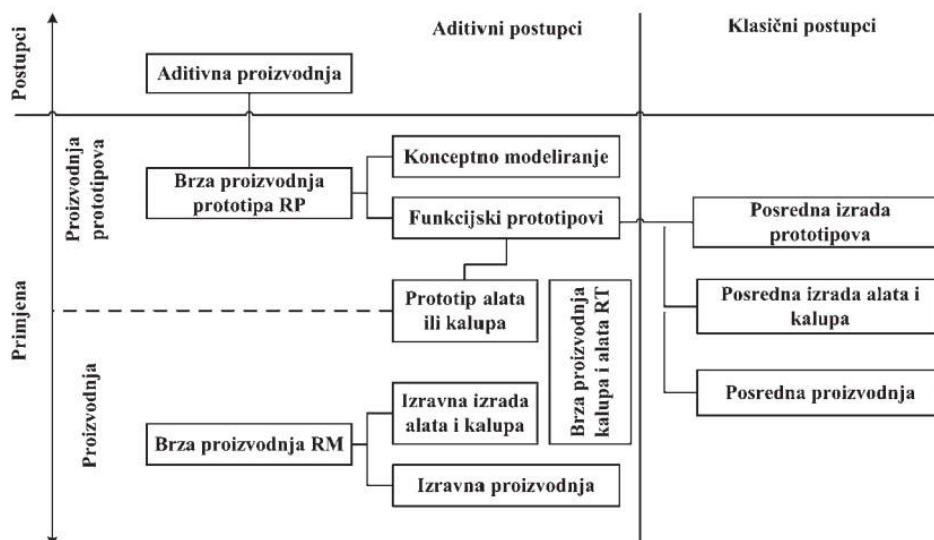 Postupci
Aditivni postupci
Klasični postupci
Aditivna proizvodnja
Primjena
Proizvodnja
prototipova
Brza proizvodnja
prototipa RP
Konceptno modeliranje
Funkcijski prototipovi
Posredna izrada
prototipova
Prototip alata
ili kalupa
Brza proizvodnja
kalupa i alata RT
Posredna izrada alata i
kalupa
Posredna proizvodnja
Proizvodnja
Brza proizvodnja RM
Izravna izrada
alata i kalupa
Izravna proizvodnja